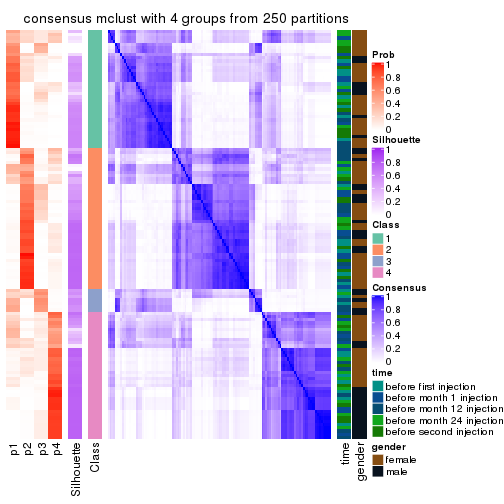 consensus mclust with 4 groups from 250 partitions
Prob
1
0.8
0.6
0.4
0.2
0
Silhouette
1
0.8
0.6
0.4
0.2
0
Class
1
2
3
4
Consensus
1
0.8
0.6
0.4
0.2
0
time
before first injection
before month 1 injection
before month 12 injection
before month 24 injection
before second injection
gender
female
male
p1
p2
p3
p4
Silhouette
Class
time
gender